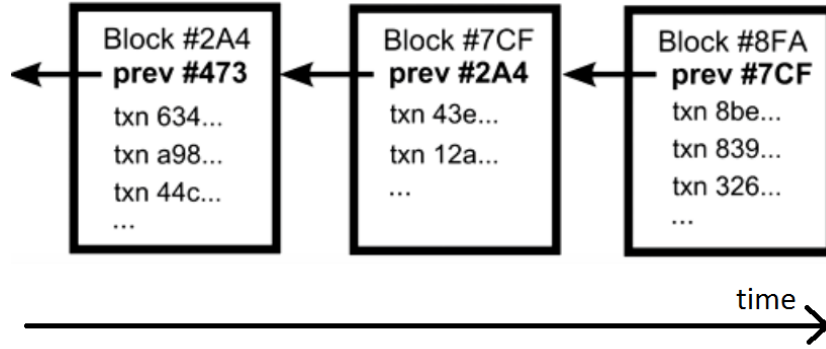 Block #2A4
prev #473
txn 634...
txn a98...
txn 44c...
...
Block #7CF
prev #2A4
txn 43e...
txn 12a...
...
Block #8FA
prev #7CF
txn 8be...
txn 839...
txn 326...
...
time